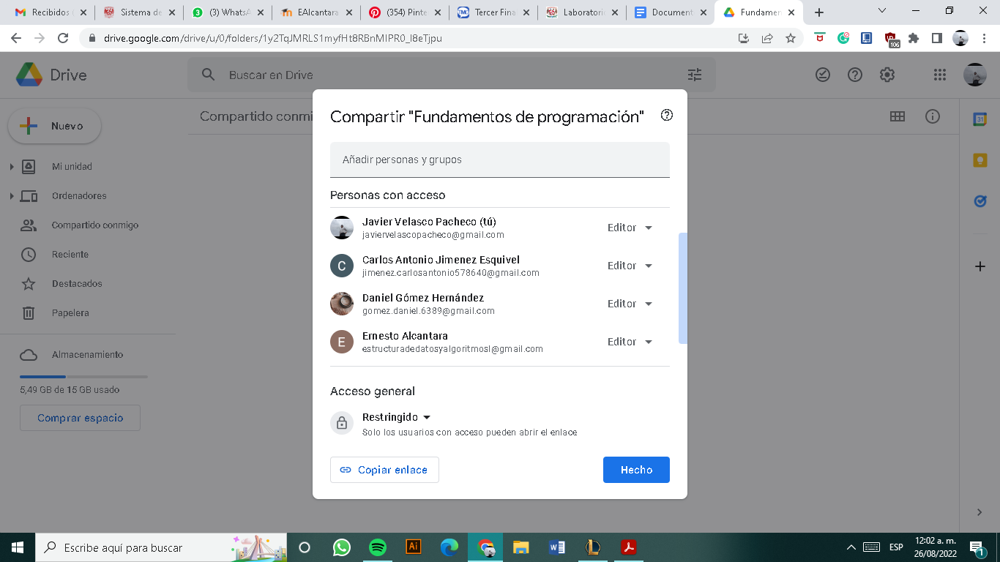 Recibidos (
Sistema de
3
(3) WhatsA
EAlcantara
(354) Pinte
Tercer Fina
Laboratori
Document
Fundamen
drive.google.com/drive/u/0/folders/1y2TqJMRLS1myfHt8RBnMIPR0_l8eTjpu
106
Drive
Buscar en Drive
Nuevo
Mi unidad
Ordenadores
Compartido conmigo
Reciente
Destacados
Papelera
Almacenamiento
5,49 GB de 15 GB usado
Comprar espacio
Compartido conmi
Compartir "Fundamentos de programación"
Añadir personas y grupos
Personas con acceso
Javier Velasco Pacheco (tú)
javiervelascopacheco@gmail.com
Editor
C
Carlos Antonio Jimenez Esquivel
jimenez.carlosantonio578640@gmail.com
Editor
Daniel Gómez Hernández
gomez.daniel.6389@gmail.com
Editor
E
Ernesto Alcantara
estructuradedatosyalgoritmosI@gmail.com
Editor
Acceso general
Restringido
Solo los usuarios con acceso pueden abrir el enlace
Copiar enlace
Hecho
31
Escribe aquí para buscar
Ai
W
L
ESP
12:02 a. m.
26/08/2022
1